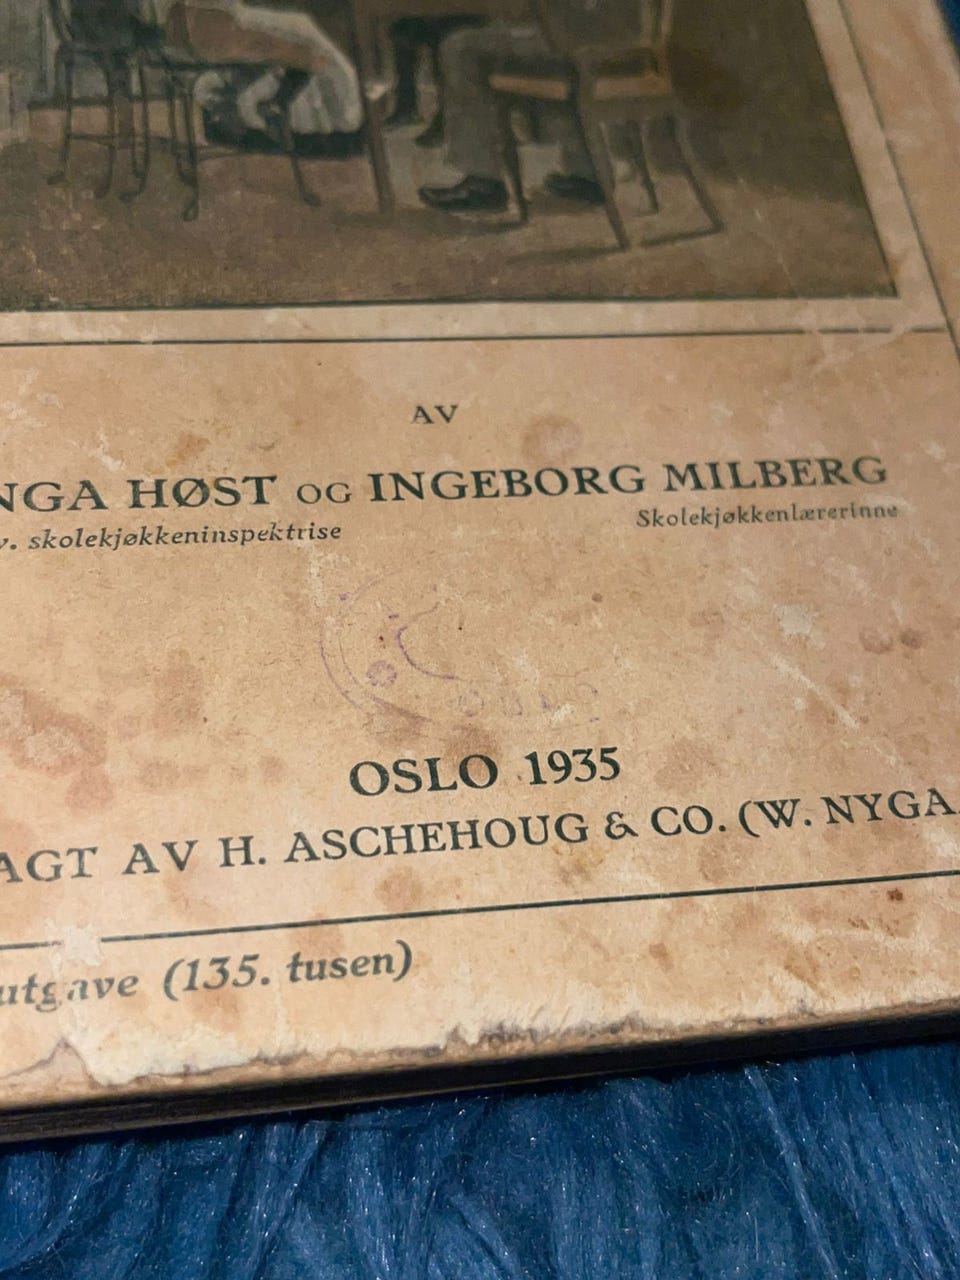 AV
NGA HØST OG INGEBORG MILBERG
v. skolekjøkkeninspektrise Skolekjøkkenlærerinne
OSLO 1935
AGT AV H. ASCHEHOUG & CO. (W. NYGA
utgave (135. tusen)